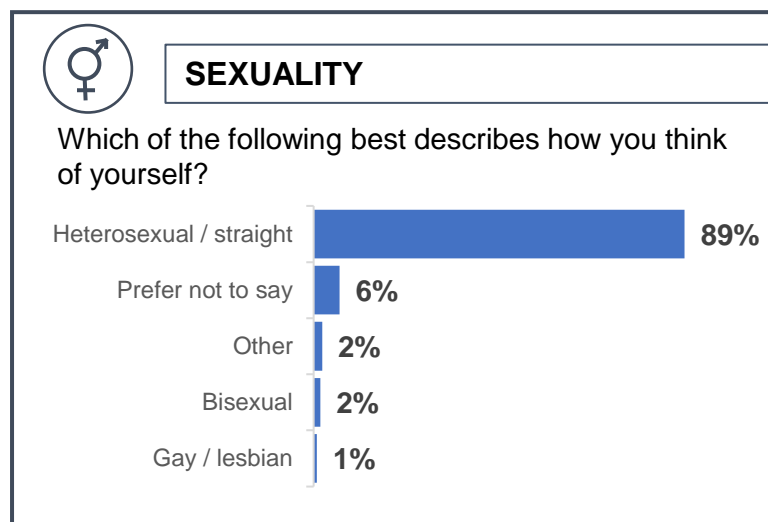 SEXUALITY
Which of the following best describes how you think
of yourself?
Heterosexual / straight 89%
Prefer not to say 6%
Other 2%
Bisexual 2%
Gay / lesbian 1%